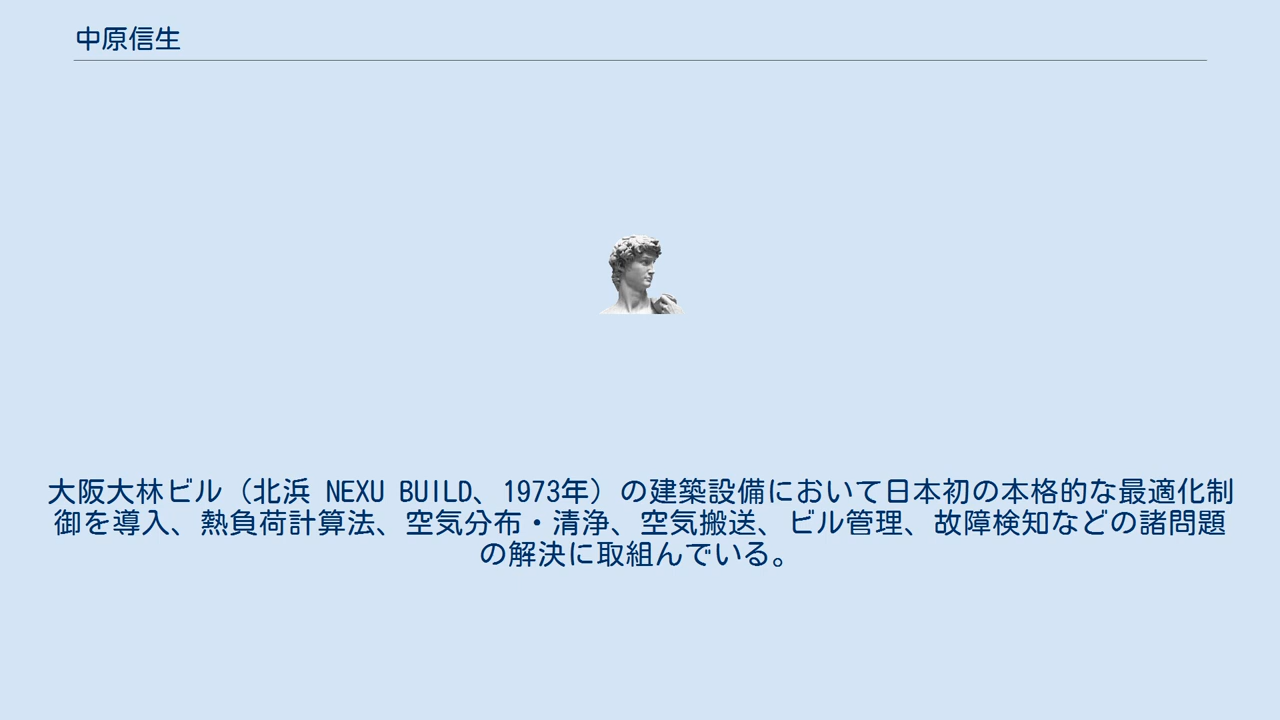 中原信生
大阪大林ビル（北浜 NEXU BUILD、1973年）の建築設備において日本初の本格的な最適化制
御を導入、熱負荷計算法、空気分布・清浄、空気搬送、ビル管理、故障検知などの諸問題
の解決に取組んでいる。